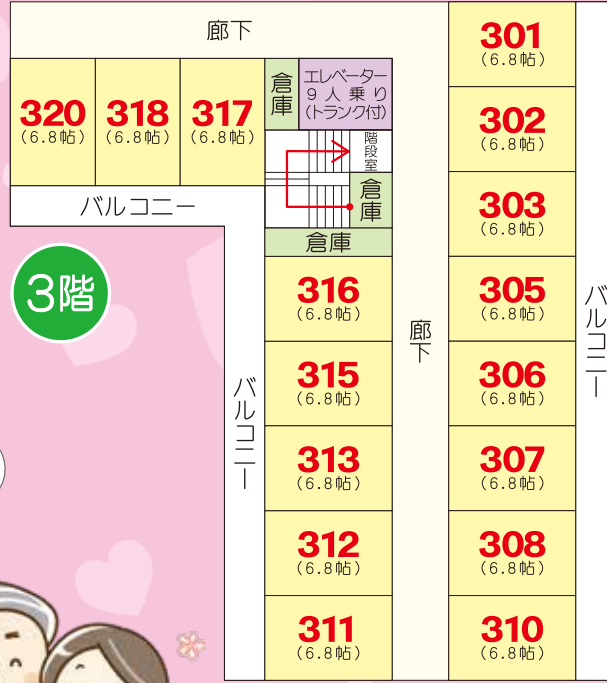 廊下
301
(6.8帖)
320
(6.8帖)
318
(6.8帖)
317
(6.8帖)
倉庫
エレベーター
9人乗り
(トランク付)
階段室
302
(6.8帖)
倉庫
303
(6.8帖)
バルコニー
倉庫
3階
316
(6.8帖)
305
(6.8帖)
廊下
バルコニー
315
(6.8帖)
306
(6.8帖)
バルコニー
313
(6.8帖)
307
(6.8帖)
312
(6.8帖)
308
(6.8帖)
311
(6.8帖)
310
(6.8帖)